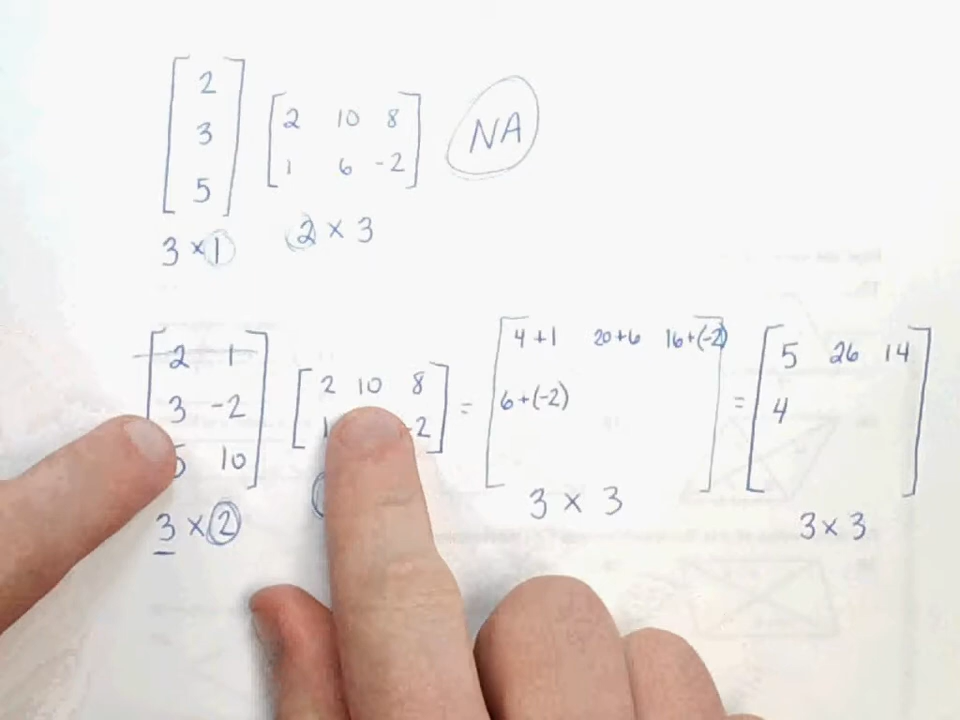 2
3
5
2 10 8
1 6 -2
NA
3 × 1
2 × 3
2 1
3 -2
5 10
2 10 8
1 -2
=
4 + 1 20 + 6 16 + (-2)
6 + (-2)
=
5 26 14
4
3 × 2
3 × 3
3 × 3